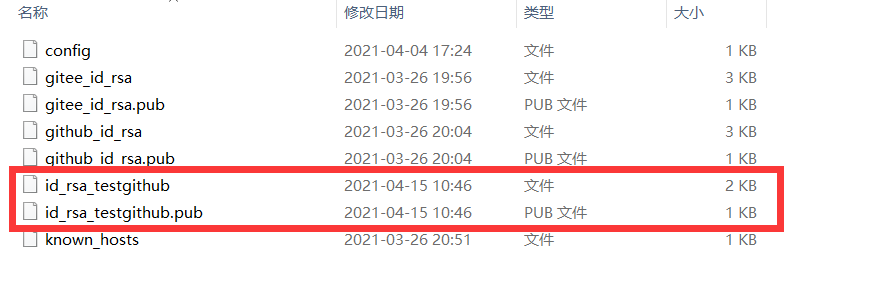 名称 修改日期 类型 大小
config 2021-04-04 17:24 文件 1 KB
gitee_id_rsa 2021-03-26 19:56 文件 3 KB
gitee_id_rsa.pub 2021-03-26 19:56 PUB 文件 1 KB
github_id_rsa 2021-03-26 20:04 文件 3 KB
github_id_rsa.pub 2021-03-26 20:04 PUB 文件 1 KB
id_rsa_testgithub 2021-04-15 10:46 文件 2 KB
id_rsa_testgithub.pub 2021-04-15 10:46 PUB 文件 1 KB
known_hosts 2021-03-26 20:51 文件 1 KB